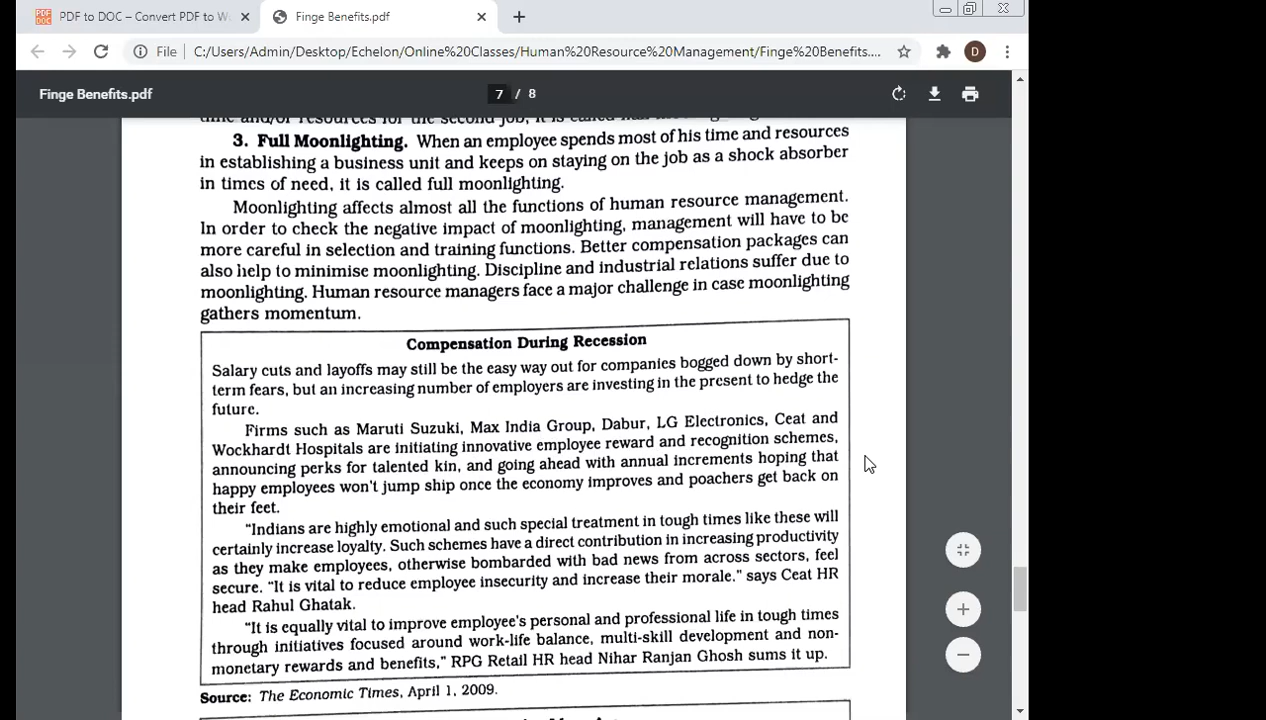 PDF to DOC – Convert PDF to W
Finge Benefits.pdf
File C:/Users/Admin/Desktop/Echelon/Online%20Classes/Human%20Resource%20Management/Finge%20Benefits....
D
Finge Benefits.pdf
7 / 8
time and/or resources for the second job, it is called
3. Full Moonlighting. When an employee spends most of his time and resources
in establishing a business unit and keeps on staying on the job as a shock absorber
in times of need, it is called full moonlighting.
Moonlighting affects almost all the functions of human resource management.
In order to check the negative impact of moonlighting, management will have to be
more careful in selection and training functions. Better compensation packages can
also help to minimise moonlighting. Discipline and industrial relations suffer due to
moonlighting. Human resource managers face a major challenge in case moonlighting
gathers momentum.
Compensation During Recession
Salary cuts and layoffs may still be the easy way out for companies bogged down by short-
term fears, but an increasing number of employers are investing in the present to hedge the
future.
Firms such as Maruti Suzuki, Max India Group, Dabur, LG Electronics, Ceat and
Wockhardt Hospitals are initiating innovative employee reward and recognition schemes,
announcing perks for talented kin, and going ahead with annual increments hoping that
happy employees won't jump ship once the economy improves and poachers get back on
their feet.
"Indians are highly emotional and such special treatment in tough times like these will
certainly increase loyalty. Such schemes have a direct contribution in increasing productivity
as they make employees, otherwise bombarded with bad news from across sectors, feel
secure. "It is vital to reduce employee insecurity and increase their morale." says Ceat HR
head Rahul Ghatak.
"It is equally vital to improve employee's personal and professional life in tough times
through initiatives focused around work-life balance, multi-skill development and non-
monetary rewards and benefits," RPG Retail HR head Nihar Ranjan Ghosh sums it up.
Source: The Economic Times, April 1, 2009.